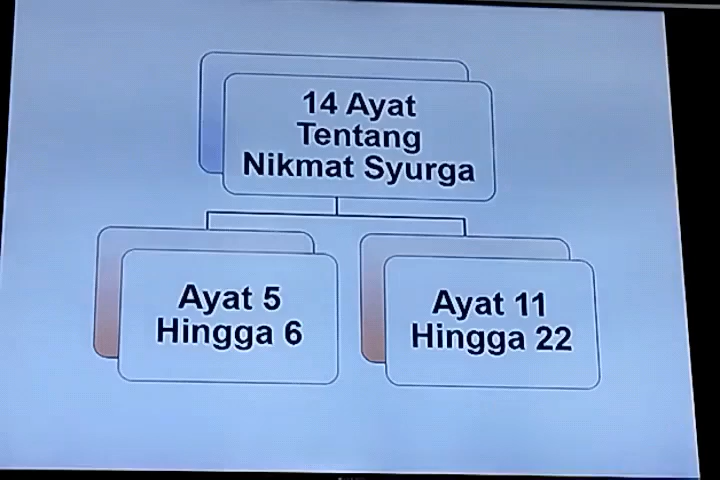 14 Ayat
Tentang
Nikmat Syurga
Ayat 5
Hingga 6
Ayat 11
Hingga 22